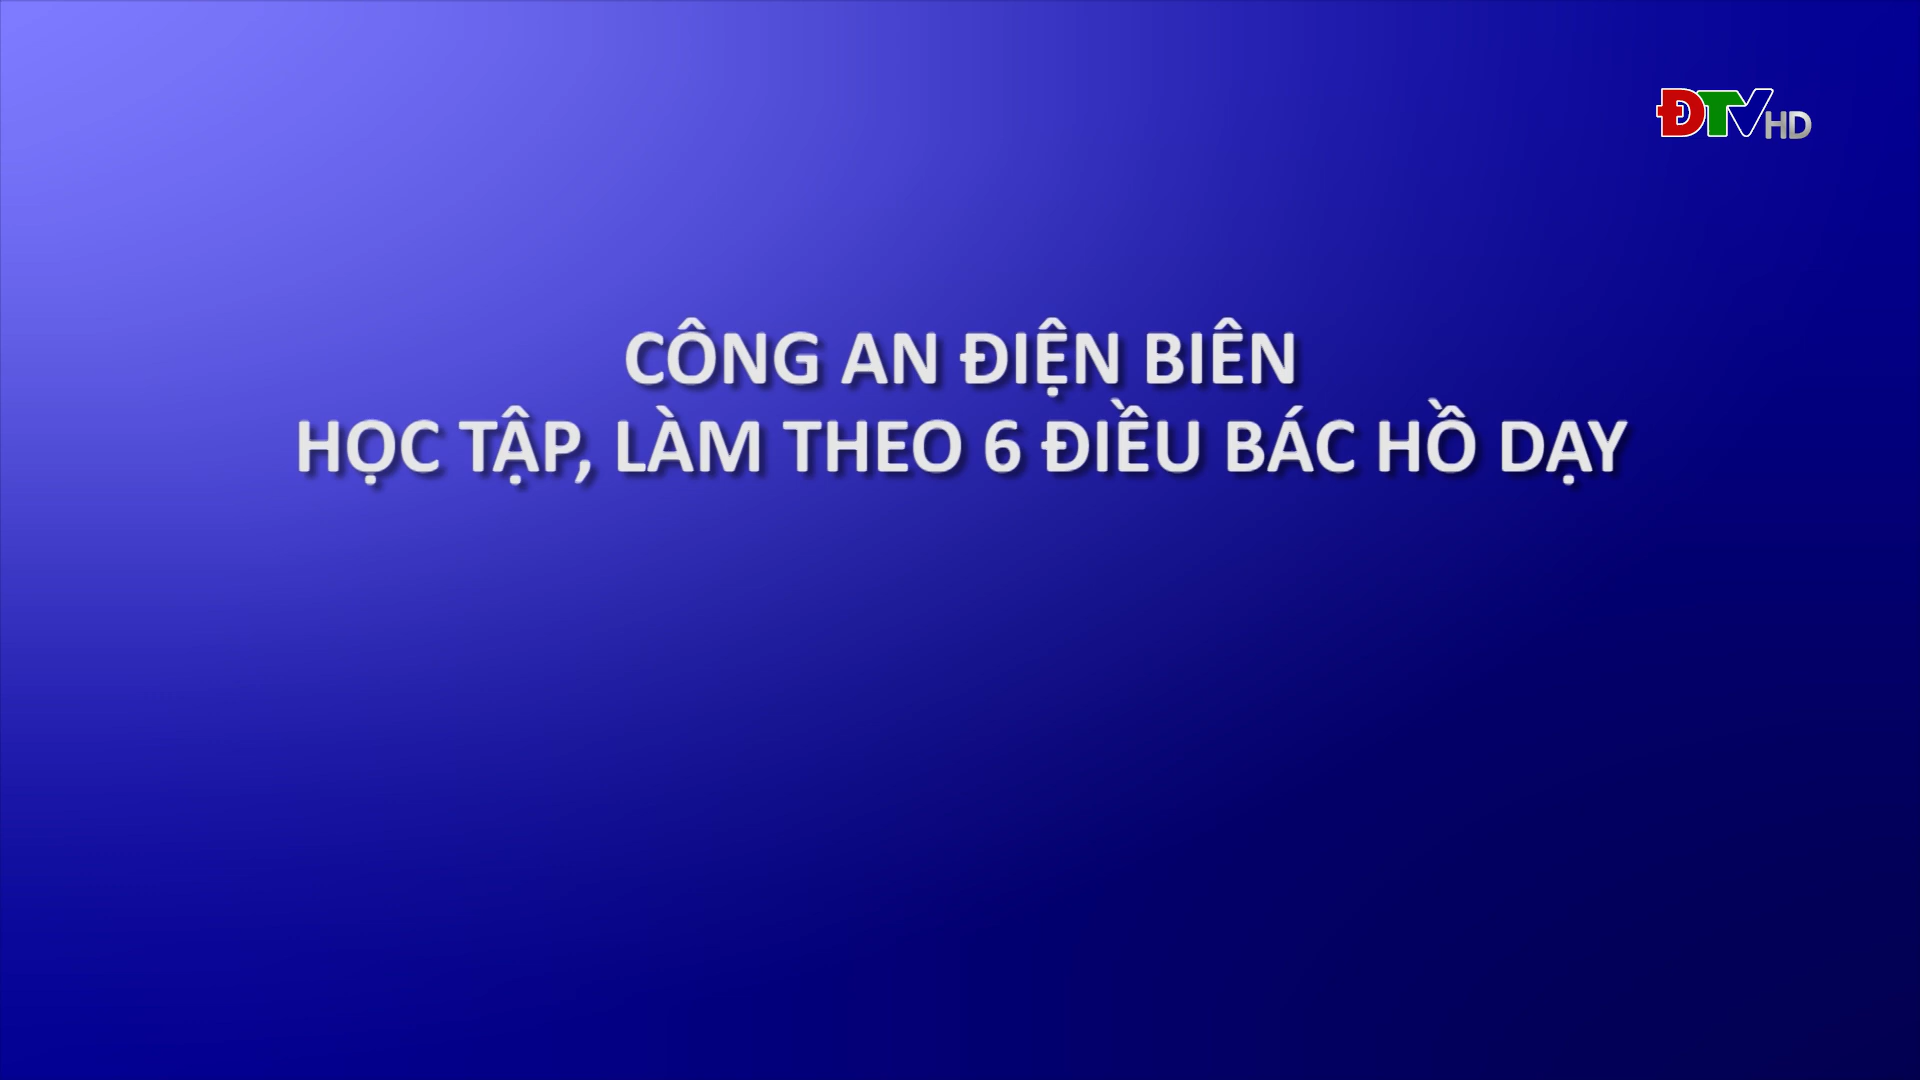 ĐTV HD
CÔNG AN ĐIỆN BIÊN
HỌC TẬP, LÀM THEO 6 ĐIỀU BÁC HỒ DẠY